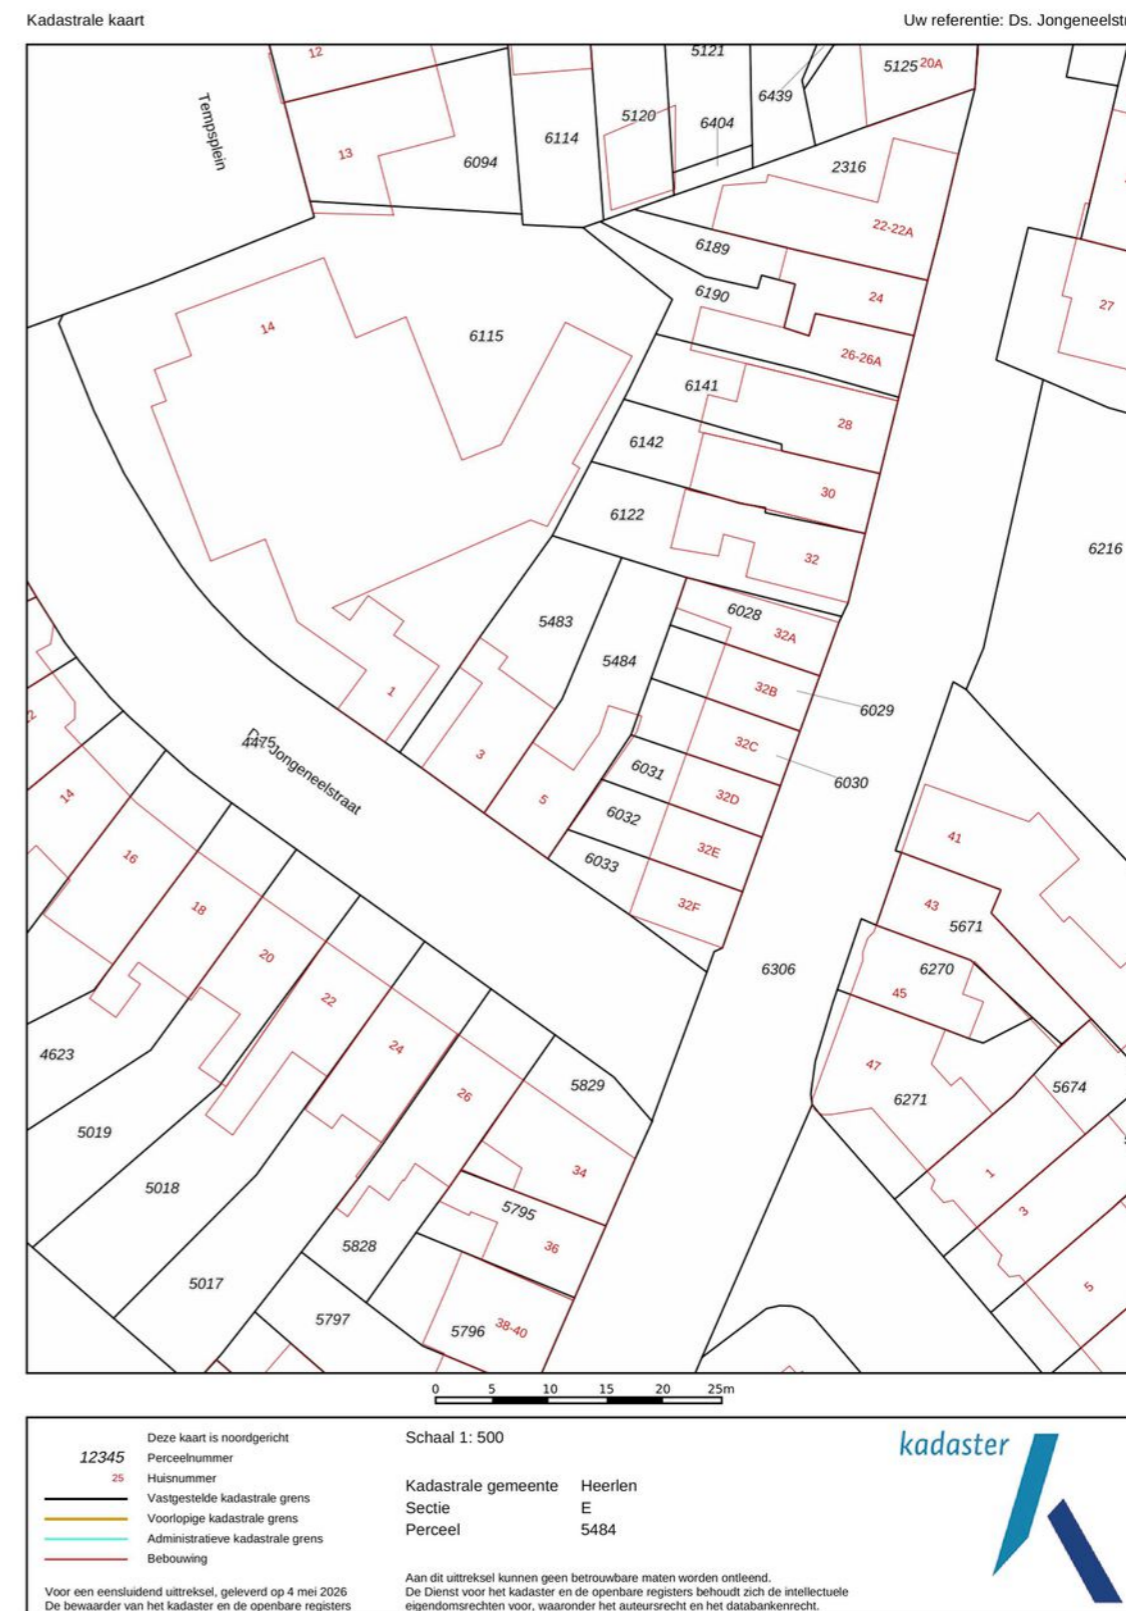 Kadastrale kaart
Uw referentie: Ds. Jongeneelstr
12
5121
5125 20A
Tempsplein
6439
5120
6404
6114
13
6094
2316
22-22A
6189
6190
24
27
14
6115
26-26A
6141
28
6142
30
6122
32
6216
6028
32A
5483
5484
32B
1
6029
32C
3
6030
6031
32D
5
6032
32E
6033
32F
4475
Ds. Jongeneelstraat
2
14
16
18
20
22
24
26
41
43
5671
6306
6270
45
47
6271
5674
4623
5829
5019
34
1
5018
5795
3
36
5828
5017
5
5797
5796 38-40
0 5 10 15 20 25m
Deze kaart is noordgericht
12345 Perceelnummer
25 Huisnummer
Vastgestelde kadastrale grens
Voorlopige kadastrale grens
Administratieve kadastrale grens
Bebouwing
Voor een eensluidend uittreksel, geleverd op 4 mei 2026
De bewaarder van het kadaster en de openbare registers
Schaal 1: 500
Kadastrale gemeente Heerlen
Sectie E
Perceel 5484
Aan dit uittreksel kunnen geen betrouwbare maten worden ontleend.
De Dienst voor het kadaster en de openbare registers behoudt zich de intellectuele
eigendomsrechten voor, waaronder het auteursrecht en het databankenrecht.
kadaster